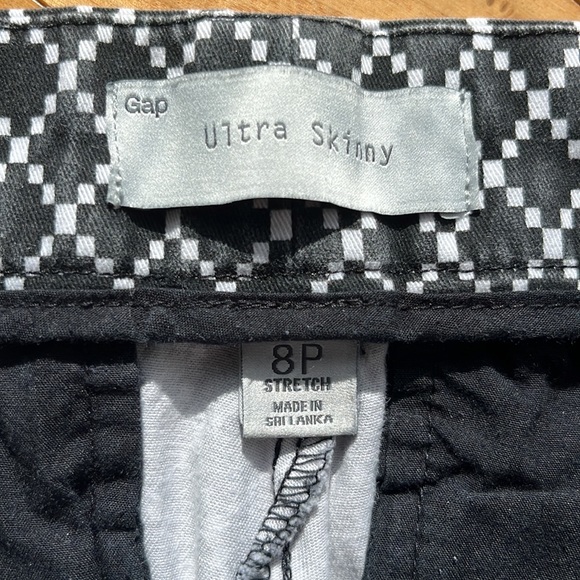 Gap
Ultra Skinny
8P
STRETCH
MADE IN
SRI LANKA